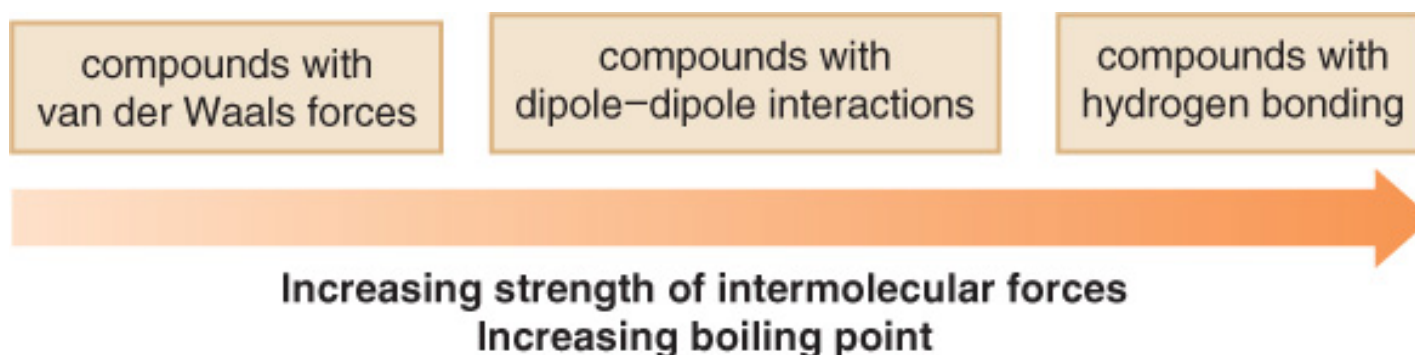 compounds with
van der Waals forces
compounds with
dipole–dipole interactions
compounds with
hydrogen bonding
Increasing strength of intermolecular forces
Increasing boiling point